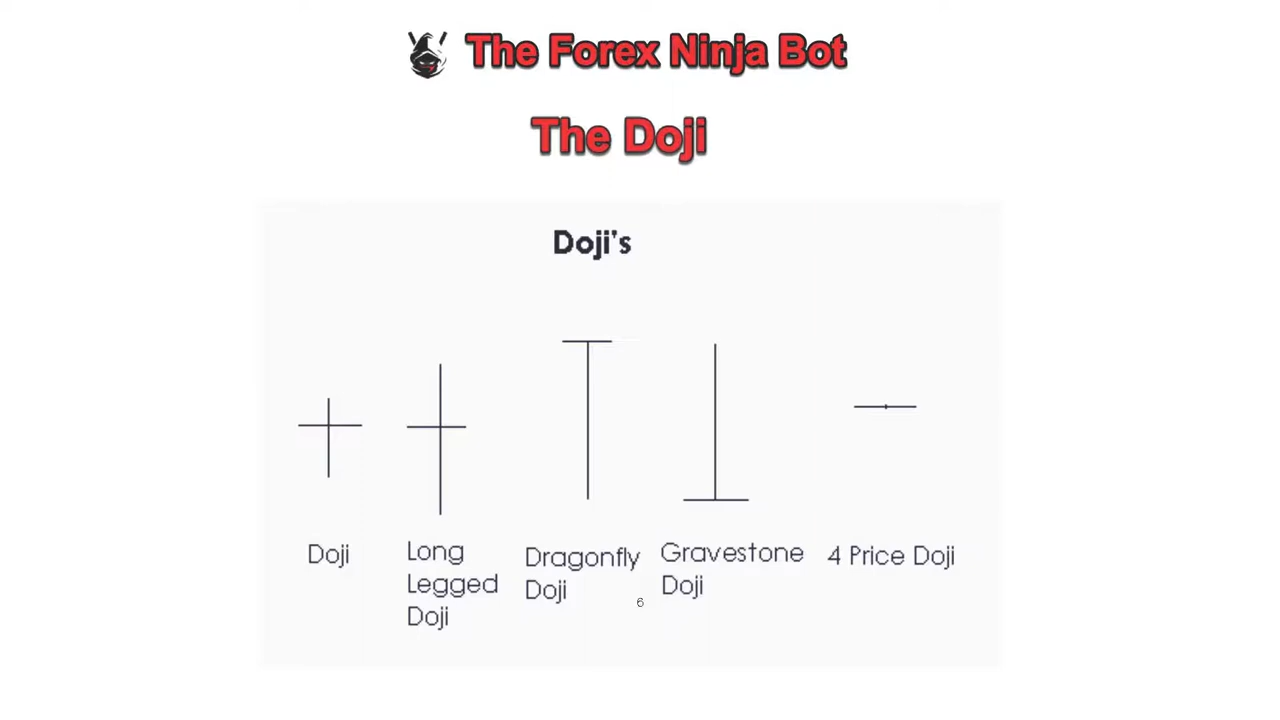 The Forex Ninja Bot
The Doji
Doji's
Doji
Long
Legged
Doji
Dragonfly
Doji
Gravestone
Doji
4 Price Doji
6